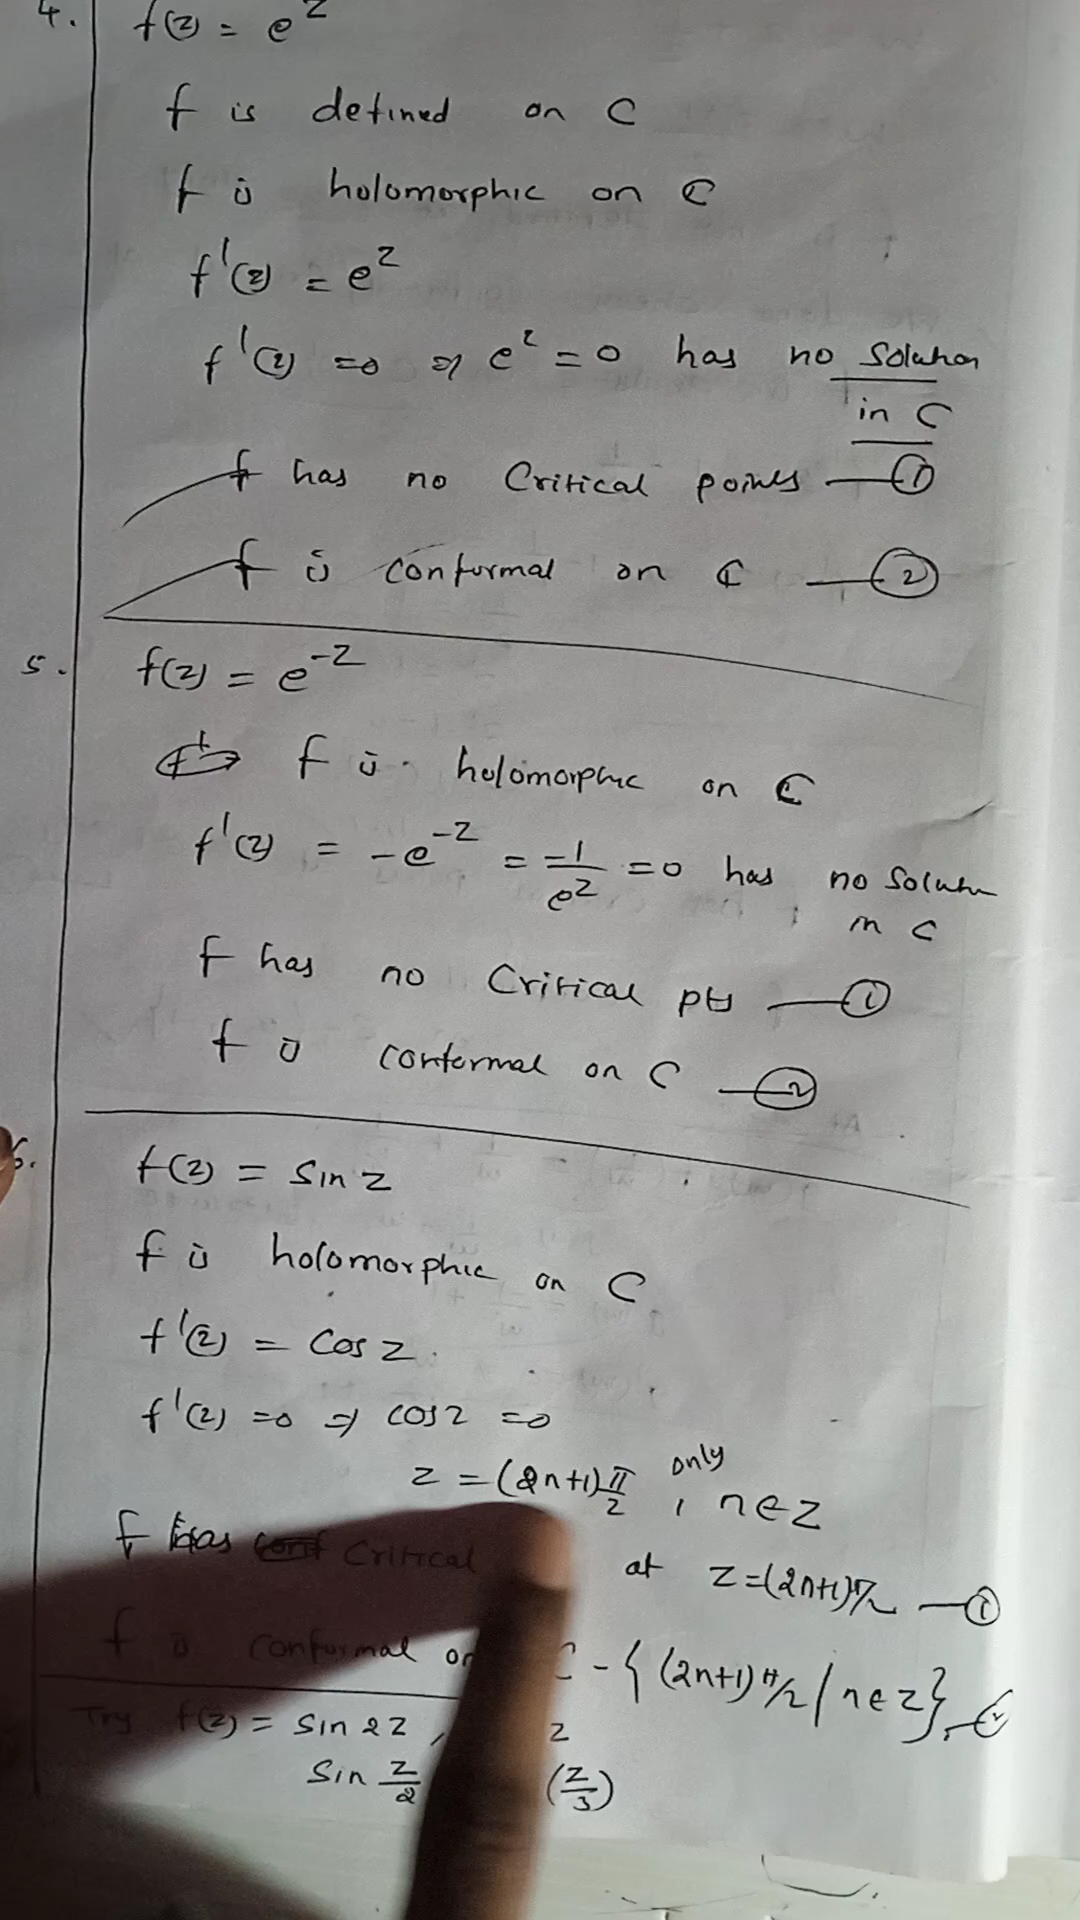 4. f(z) = e^z
f is defined on C
f is holomorphic on C
f'(z) = e^z
f'(z) = 0 ⇒ e^z = 0 has no solution
in C
f has no Critical points — ①
f is conformal on C — ②
5. f(z) = e^-z
f is holomorphic on C
f'(z) = -e^-z = -1/e^z = 0 has no Solutn
in C
f has no Critical pts — ①
f is conformal on C — ②
6. f(z) = Sin z
f is holomorphic on C
f'(z) = Cos z.
f'(z) = 0 ⇒ cos z = 0
z = (2n+1)π/2 only, n ∈ Z
f has Critical at z = (2n+1)π/2 — ①
f is conformal on C - {(2n+1)π/2 / n ∈ Z} — ②
Try f(z) = Sin 2z, z
Sin z/2 (z/3)